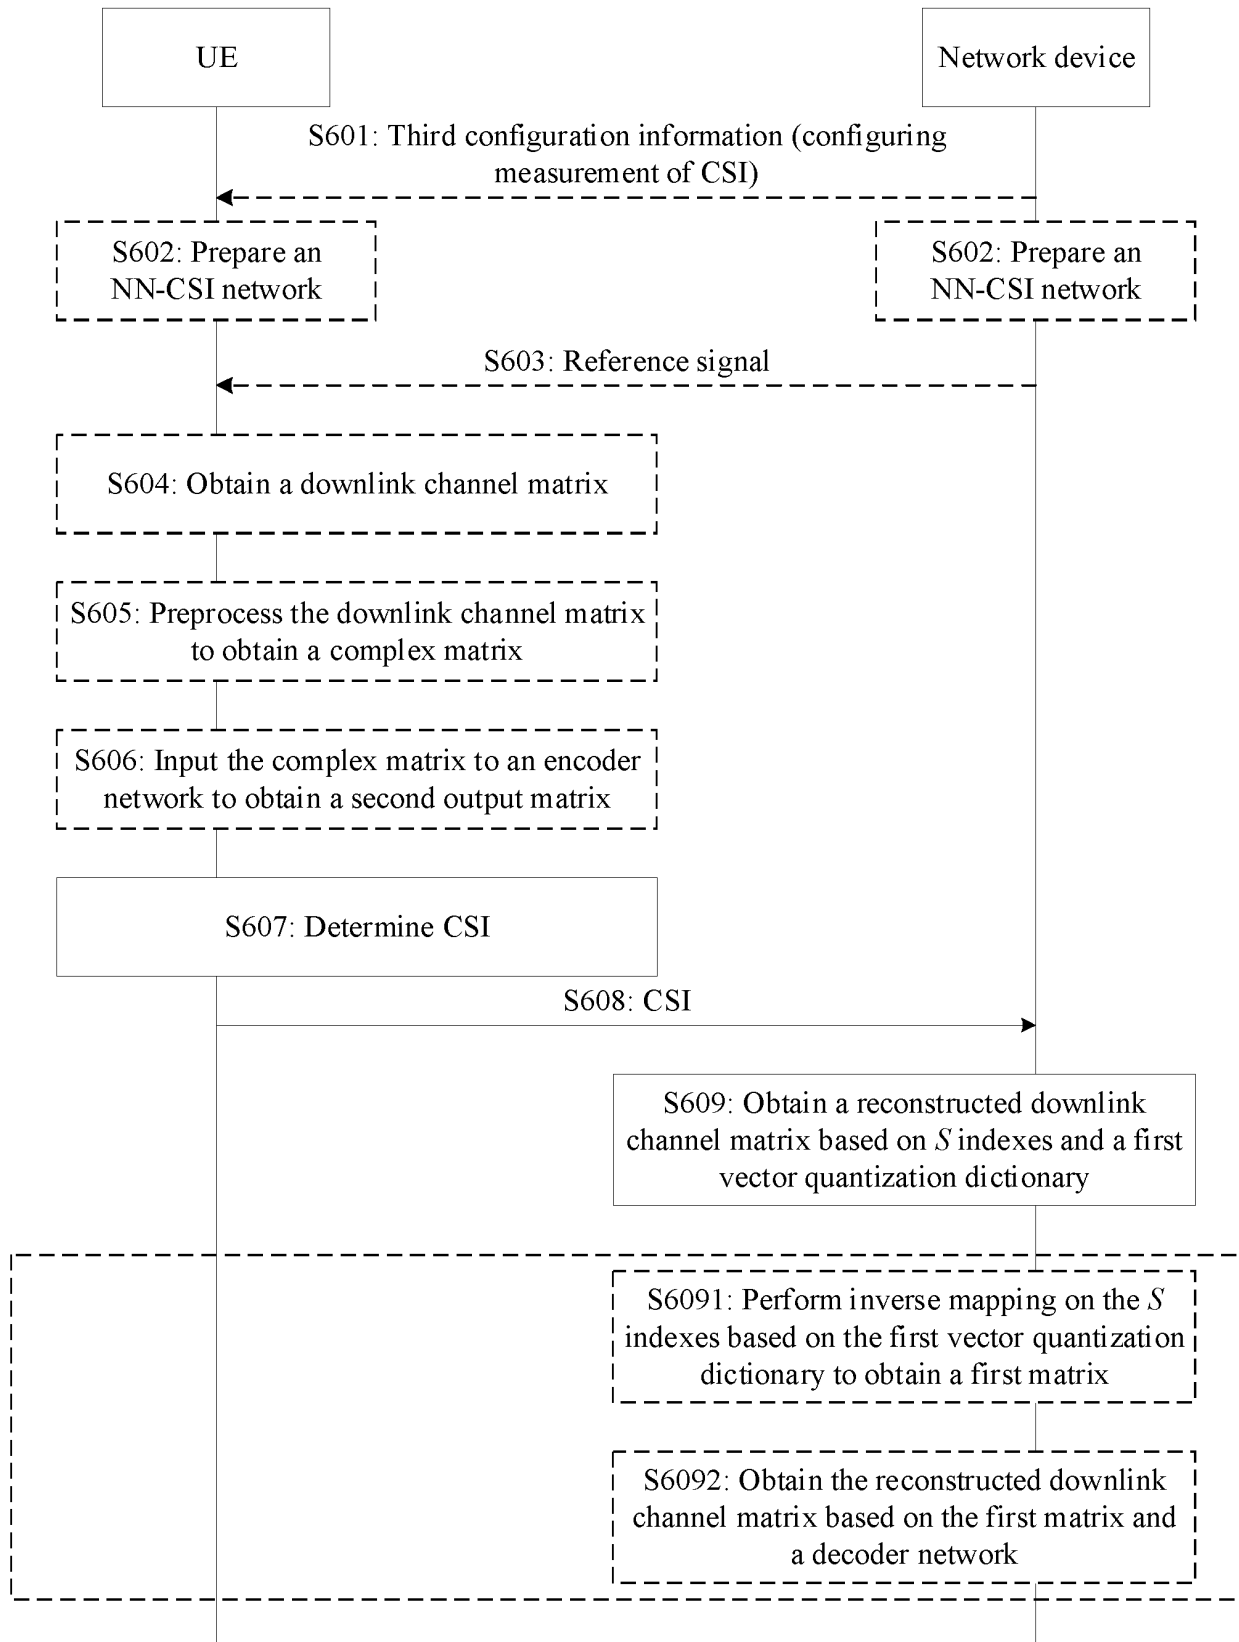 UE
Network device
S601: Third configuration information (configuring
measurement of CSI)
S602: Prepare an
NN-CSI network
S602: Prepare an
NN-CSI network
S603: Reference signal
S604: Obtain a downlink channel matrix
S605: Preprocess the downlink channel matrix
to obtain a complex matrix
S606: Input the complex matrix to an encoder
network to obtain a second output matrix
S607: Determine CSI
S608: CSI
S609: Obtain a reconstructed downlink
channel matrix based on S indexes and a first
vector quantization dictionary
S6091: Perform inverse mapping on the S
indexes based on the first vector quantization
dictionary to obtain a first matrix
S6092: Obtain the reconstructed downlink
channel matrix based on the first matrix and
a decoder network